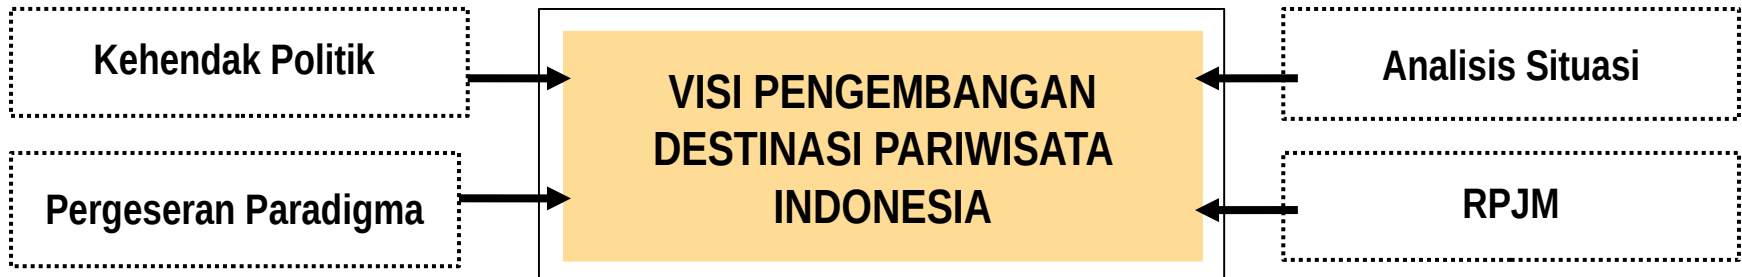 Kehendak Politik
Pergeseran Paradigma
VISI PENGEMBANGAN
DESTINASI PARIWISATA
INDONESIA
Analisis Situasi
RPJM